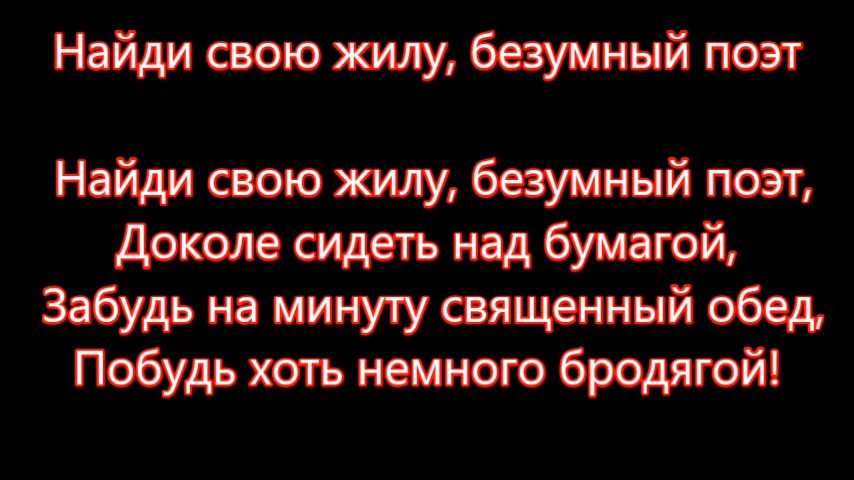 Найди свою жилу, безумный поэт
Найди свою жилу, безумный поэт,
Доколе сидеть над бумагой,
Забудь на минуту священный обед,
Побудь хоть немного бродягой!